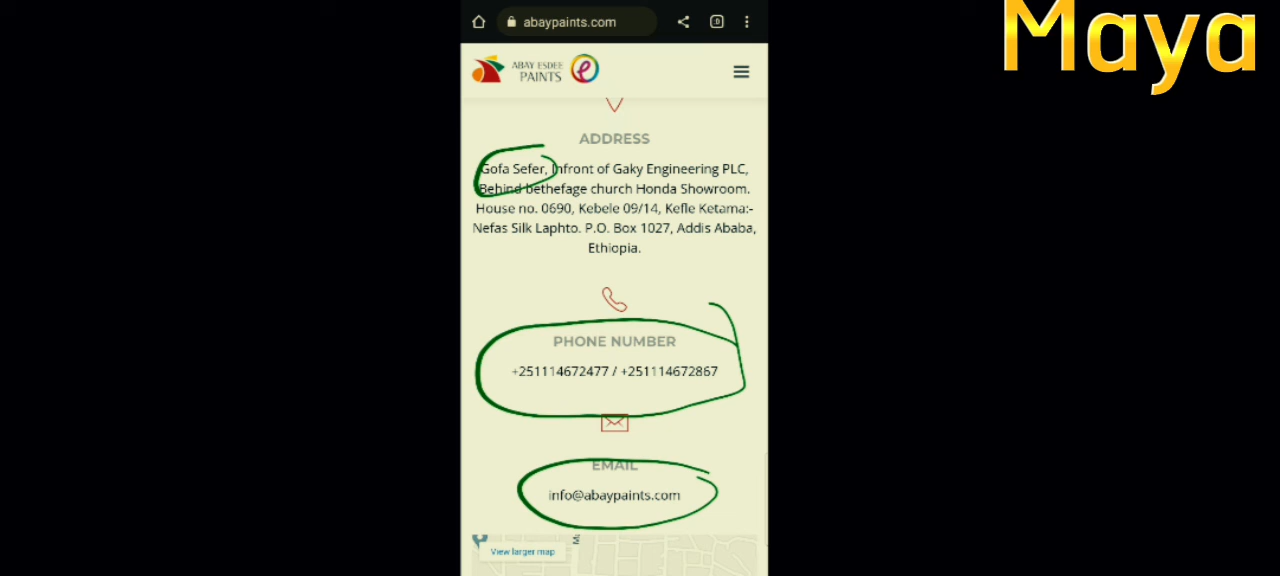 abaypaints.com
Maya
ABAY ESDEE
PAINTS
ADDRESS
Gofa Sefer, Infront of Gaky Engineering PLC,
Behind bethefage church Honda Showroom.
House no. 0690, Kebele 09/14, Kefle Ketama:-
Nefas Silk Laphto. P.O. Box 1027, Addis Ababa,
Ethiopia.
PHONE NUMBER
+251114672477 / +251114672867
EMAIL
info@abaypaints.com
View larger map